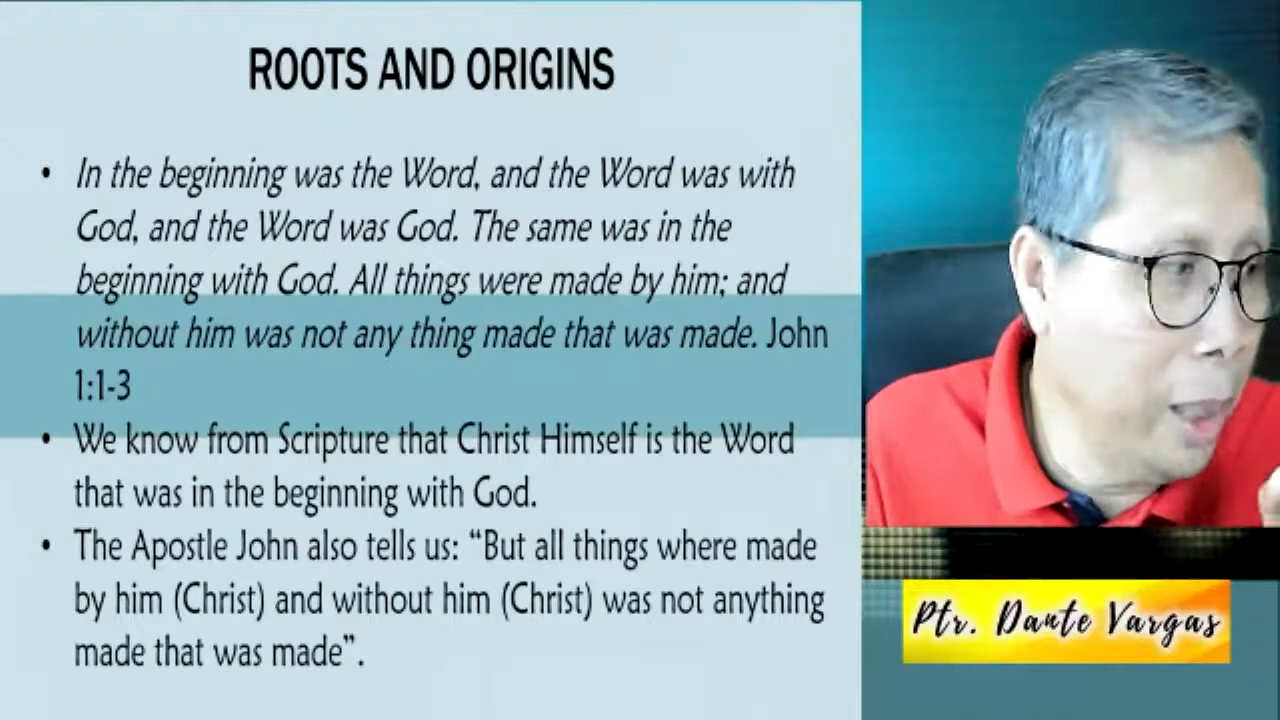 ROOTS AND ORIGINS
• In the beginning was the Word, and the Word was with
God, and the Word was God. The same was in the
beginning with God. All things were made by him; and
without him was not any thing made that was made. John
1:1-3
• We know from Scripture that Christ Himself is the Word
that was in the beginning with God.
• The Apostle John also tells us: “But all things where made
by him (Christ) and without him (Christ) was not anything
made that was made”.
Ptr. Dante Vargas